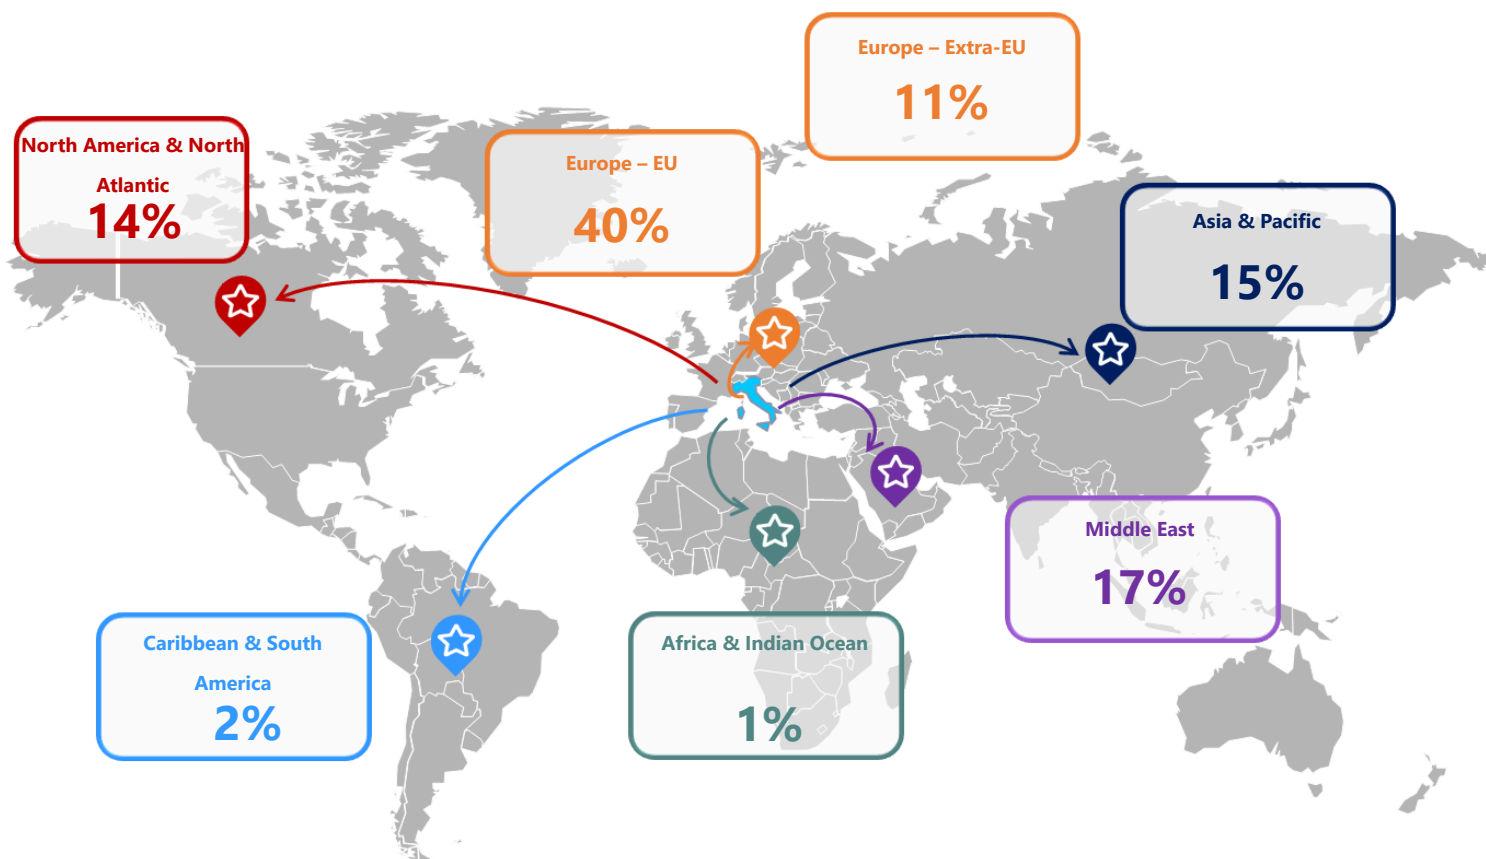 Europe – Extra-EU
11%
North America & North
Atlantic
14%
Europe – EU
40%
Asia & Pacific
15%
Middle East
17%
Caribbean & South
America
2%
Africa & Indian Ocean
1%